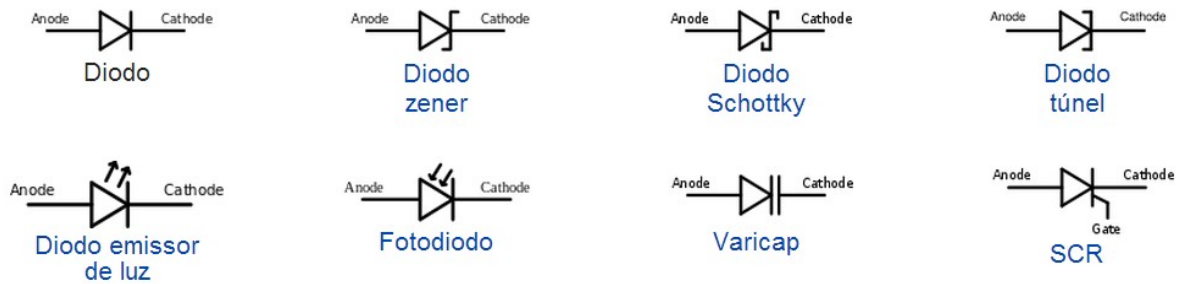 Anode Cathode
Diodo
Anode Cathode
Diodo
zener
Anode Cathode
Diodo
Schottky
Anode Cathode
Diodo
túnel
Anode Cathode
Diodo emissor
de luz
Anode Cathode
Fotodiodo
Anode Cathode
Varicap
Anode Cathode
Gate
SCR